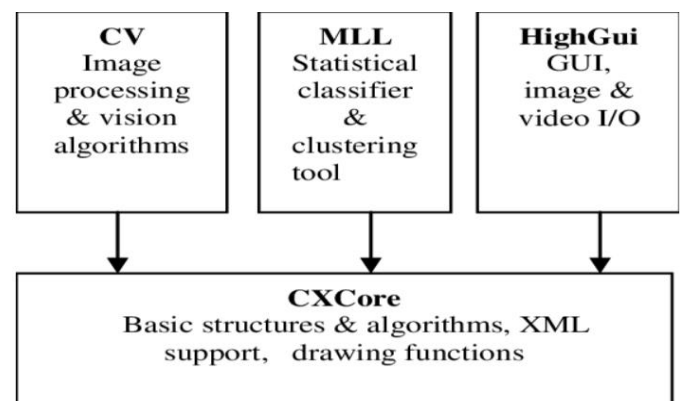 CV
Image
processing
& vision
algorithms
MLL
Statistical
classifier
&
clustering
tool
HighGui
GUI,
image &
video I/O
CXCore
Basic structures & algorithms, XML
support, drawing functions